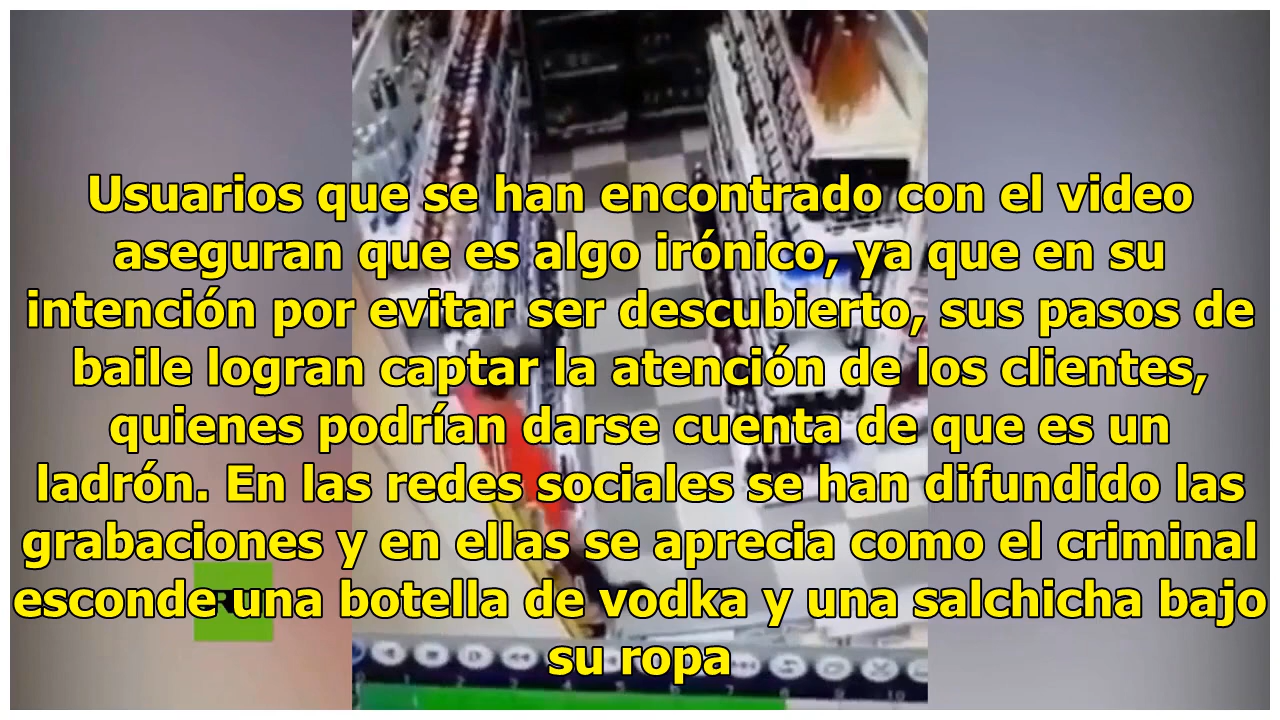 Usuarios que se han encontrado con el video
aseguran que es algo irónico, ya que en su
intención por evitar ser descubierto, sus pasos de
baile logran captar la atención de los clientes,
quienes podrían darse cuenta de que es un
ladrón. En las redes sociales se han difundido las
grabaciones y en ellas se aprecia como el criminal
esconde una botella de vodka y una salchicha bajo
su ropa